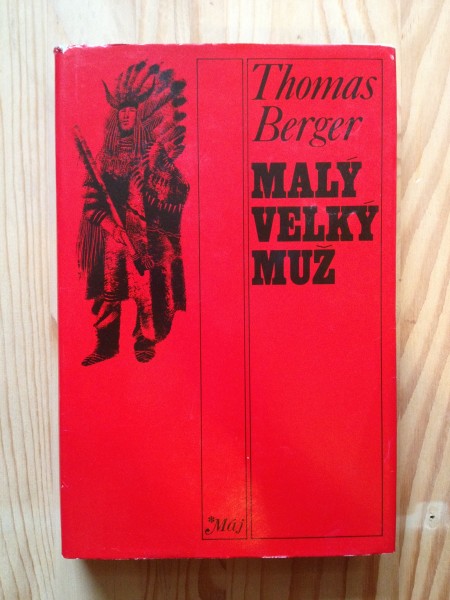 Thomas
Berger
MALÝ
VELKÝ
MUŽ
Máj